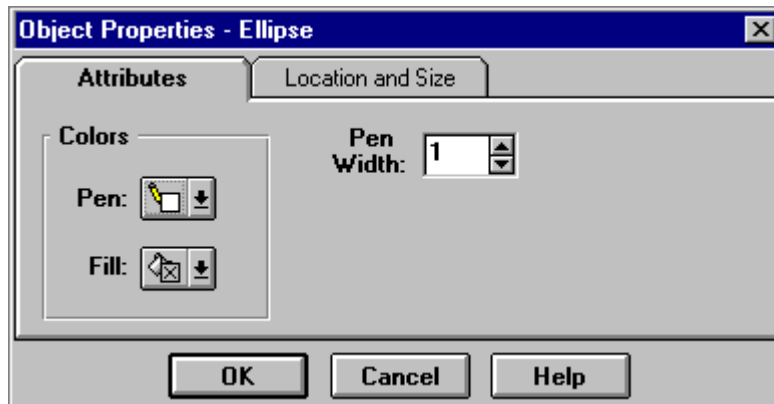 Object Properties - Ellipse
Attributes
Location and Size
Colors
Pen:
Fill:
Pen
Width:
1
OK
Cancel
Help